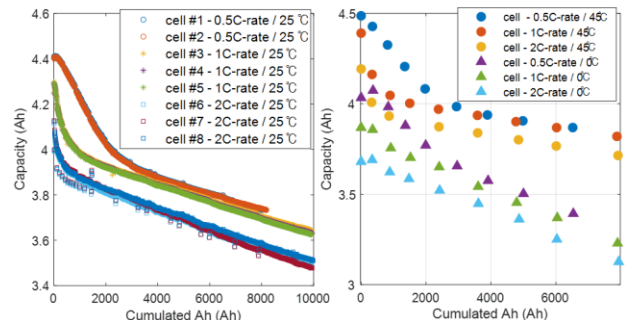 4.6
4.4
4.2
4
3.8
3.6
3.4
0
2000
4000
6000
8000
10000
Capacity (Ah)
Cumulated Ah (Ah)
cell #1 - 0.5C-rate / 25 ℃
cell #2 - 0.5C-rate / 25 ℃
cell #3 - 1C-rate / 25 ℃
cell #4 - 1C-rate / 25 ℃
cell #5 - 1C-rate / 25 ℃
cell #6 - 2C-rate / 25 ℃
cell #7 - 2C-rate / 25 ℃
cell #8 - 2C-rate / 25 ℃
4.5
4
3.5
3
0
2000
4000
6000
Capacity (Ah)
Cumulated Ah (Ah)
cell - 0.5C-rate / 45℃
cell - 1C-rate / 45℃
cell - 2C-rate / 45℃
cell - 0.5C-rate / 0℃
cell - 1C-rate / 0℃
cell - 2C-rate / 0℃